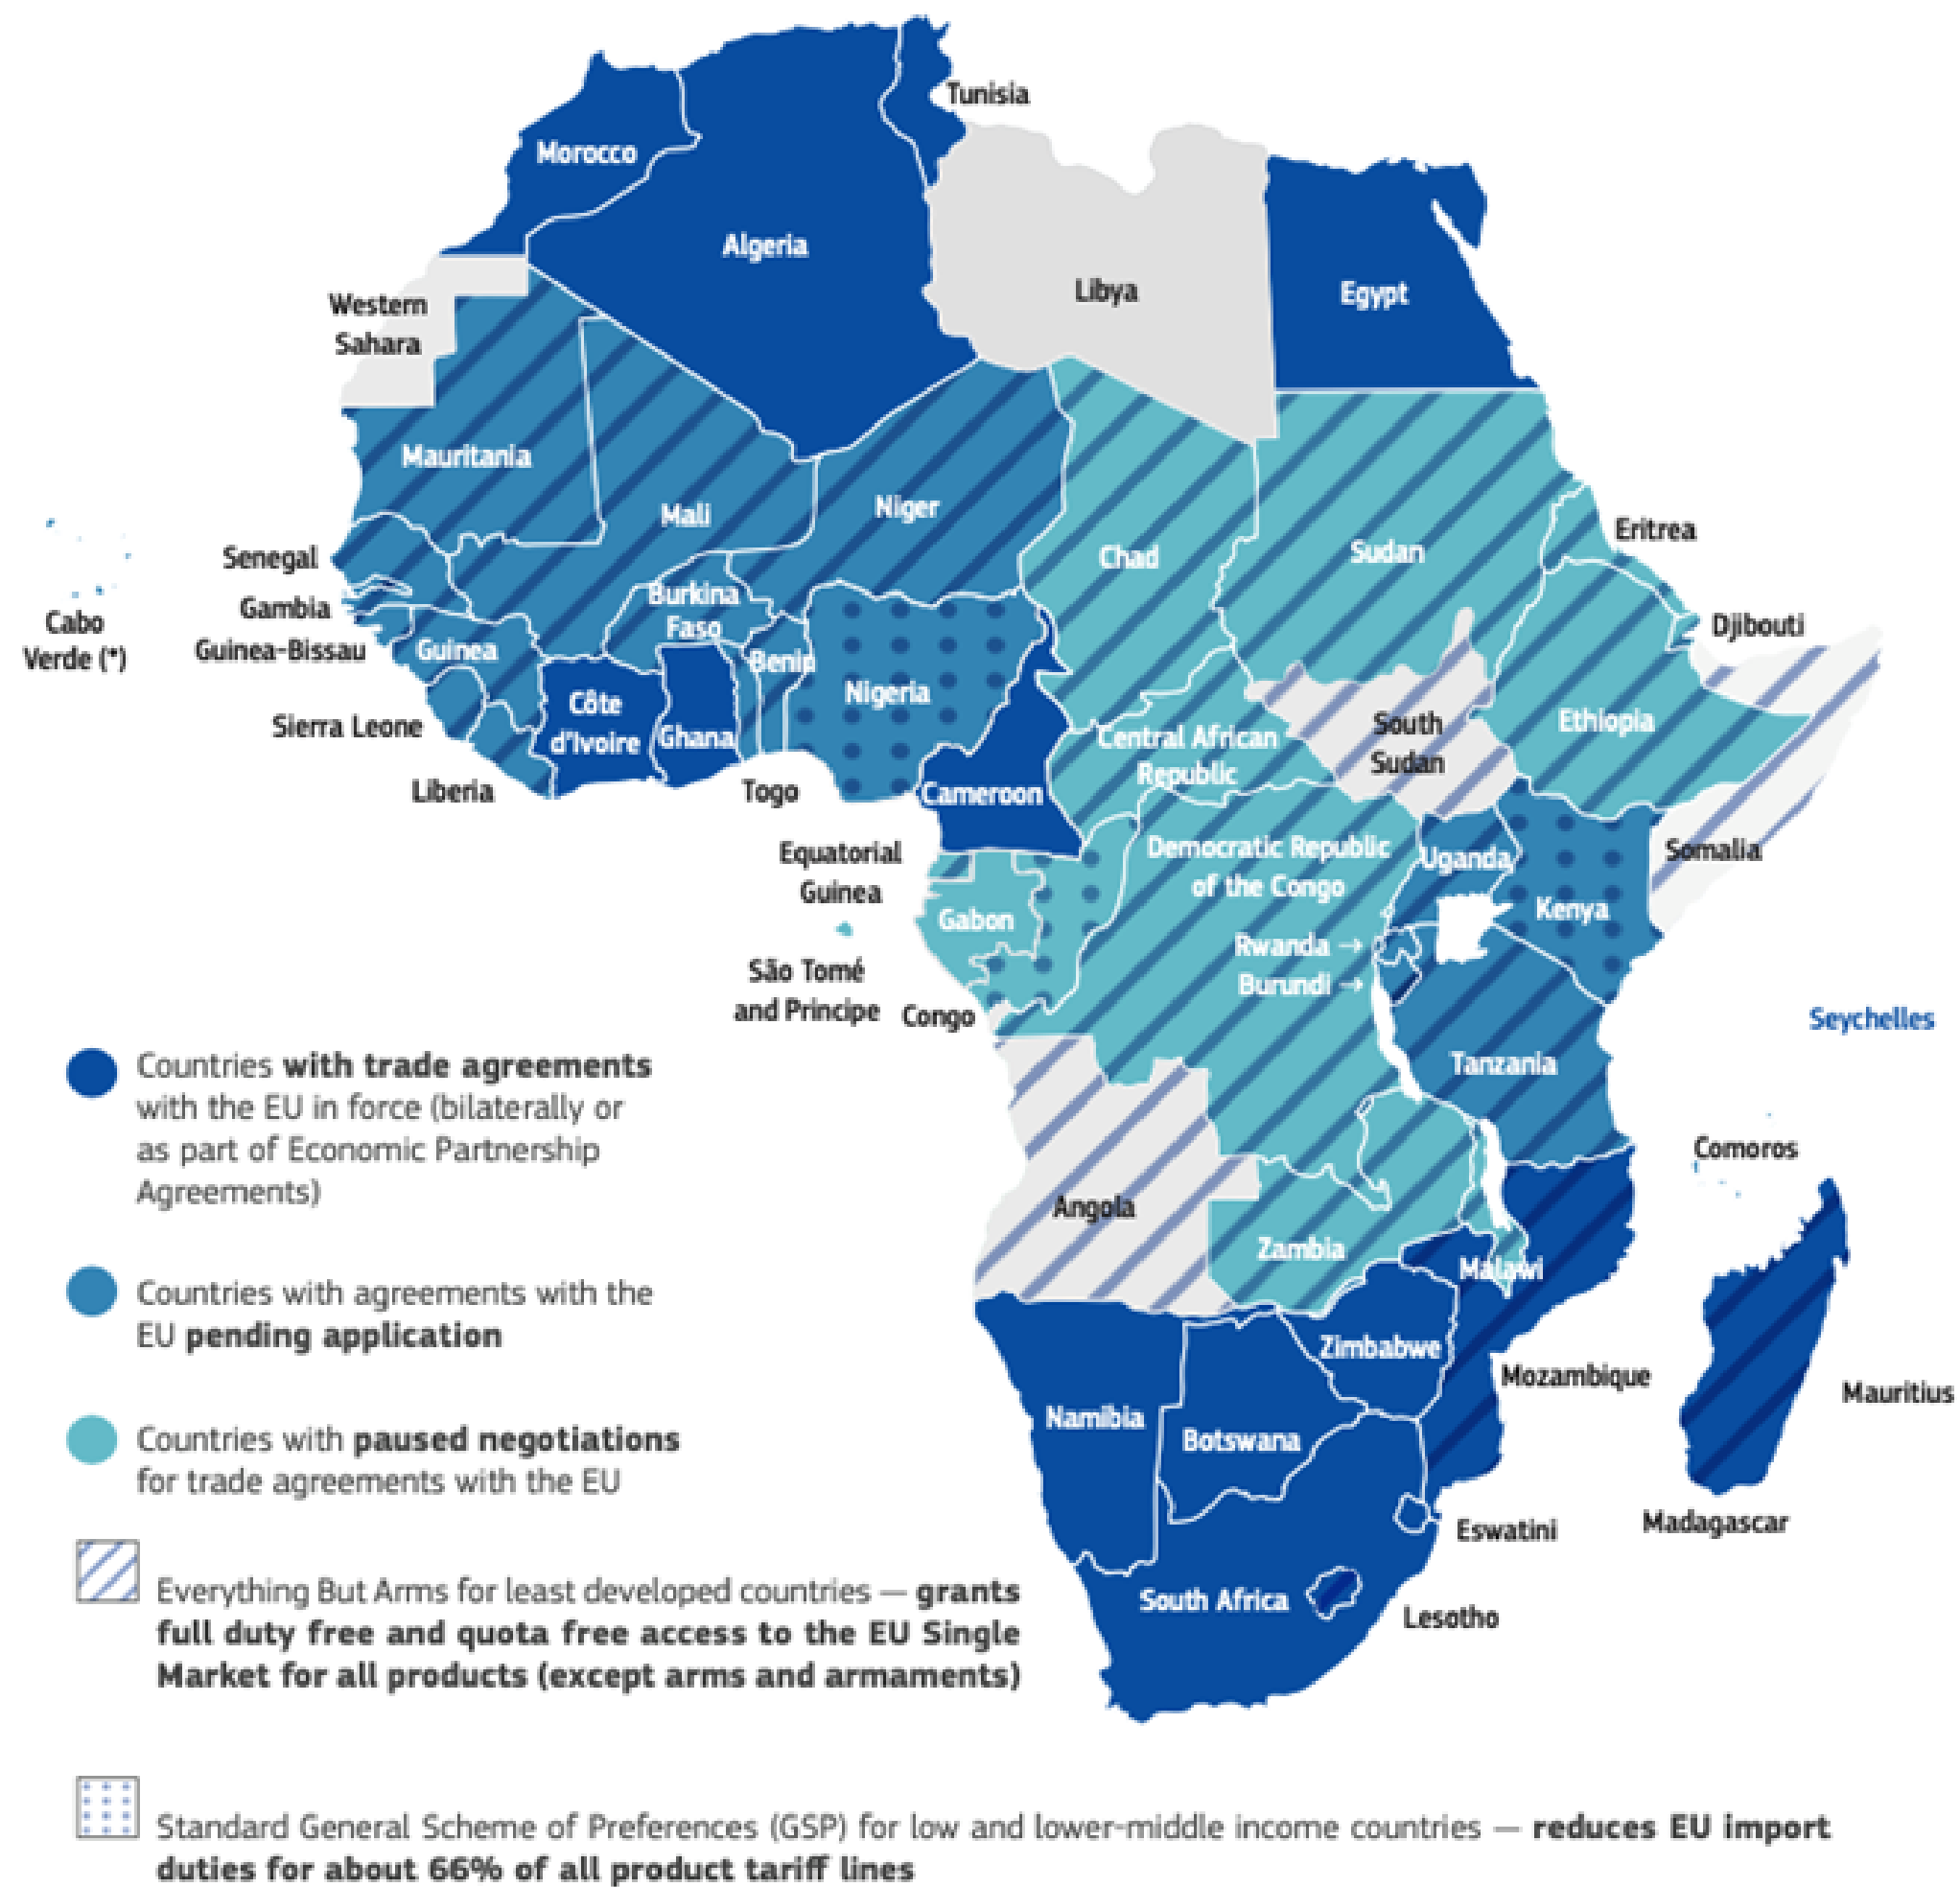 Tunisia
Morocco
Algeria
Libya
Egypt
Western
Sahara
Mauritania
Mali
Niger
Chad
Sudan
Eritrea
Senegal
Gambia
Guinea-Bissau
Cabo
Verde (*)
Burkina
Faso
Guinea
Benin
Nigeria
Djibouti
Sierra Leone
Côte
d'Ivoire
Ghana
Liberia
Togo
Cameroon
Central African
Republic
South
Sudan
Ethiopia
Somalia
Equatorial
Guinea
Gabon
Democratic Republic
of the Congo
Uganda
Kenya
Rwanda →
Burundi →
São Tomé
and Principe
Congo
Seychelles
Tanzania
Comoros
Angola
Zambia
Malawi
Zimbabwe
Mozambique
Mauritius
Namibia
Botswana
Madagascar
Eswatini
South Africa
Lesotho
Countries with trade agreements
with the EU in force (bilaterally or
as part of Economic Partnership
Agreements)
Countries with agreements with the
EU pending application
Countries with paused negotiations
for trade agreements with the EU
Everything But Arms for least developed countries — grants
full duty free and quota free access to the EU Single
Market for all products (except arms and armaments)
Standard General Scheme of Preferences (GSP) for low and lower-middle income countries — reduces EU import
duties for about 66% of all product tariff lines